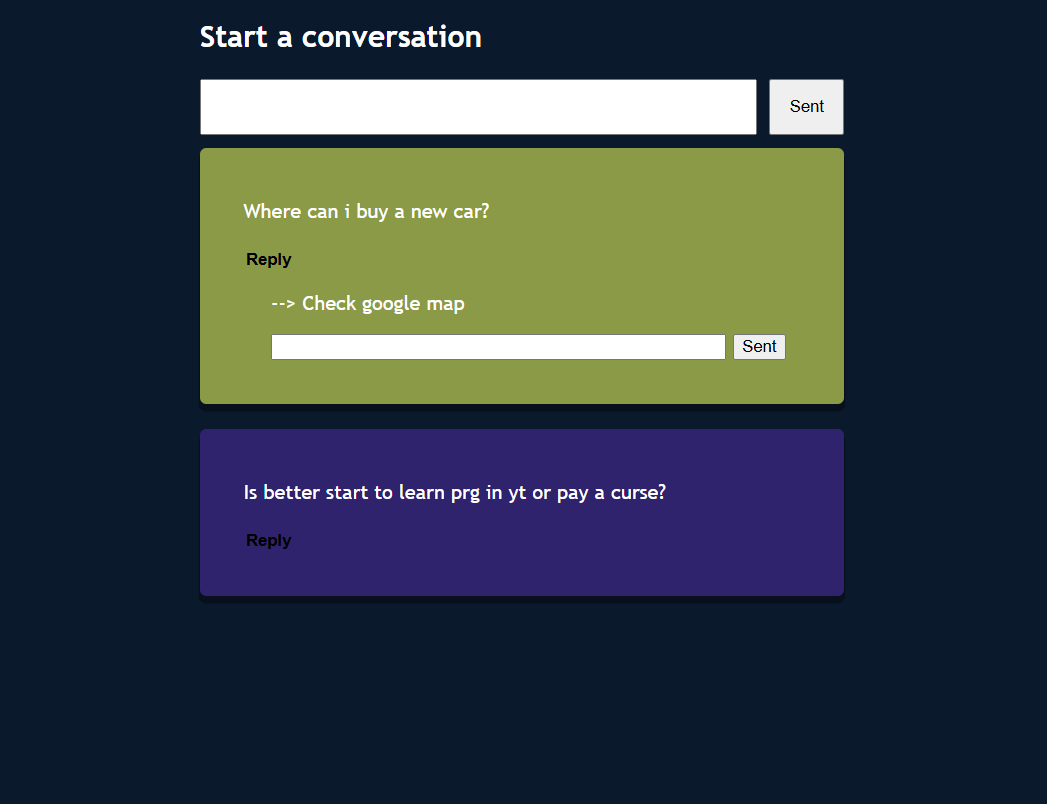 Start a conversation
Sent
Where can i buy a new car?
Reply
--> Check google map
Sent
Is better start to learn prg in yt or pay a curse?
Reply